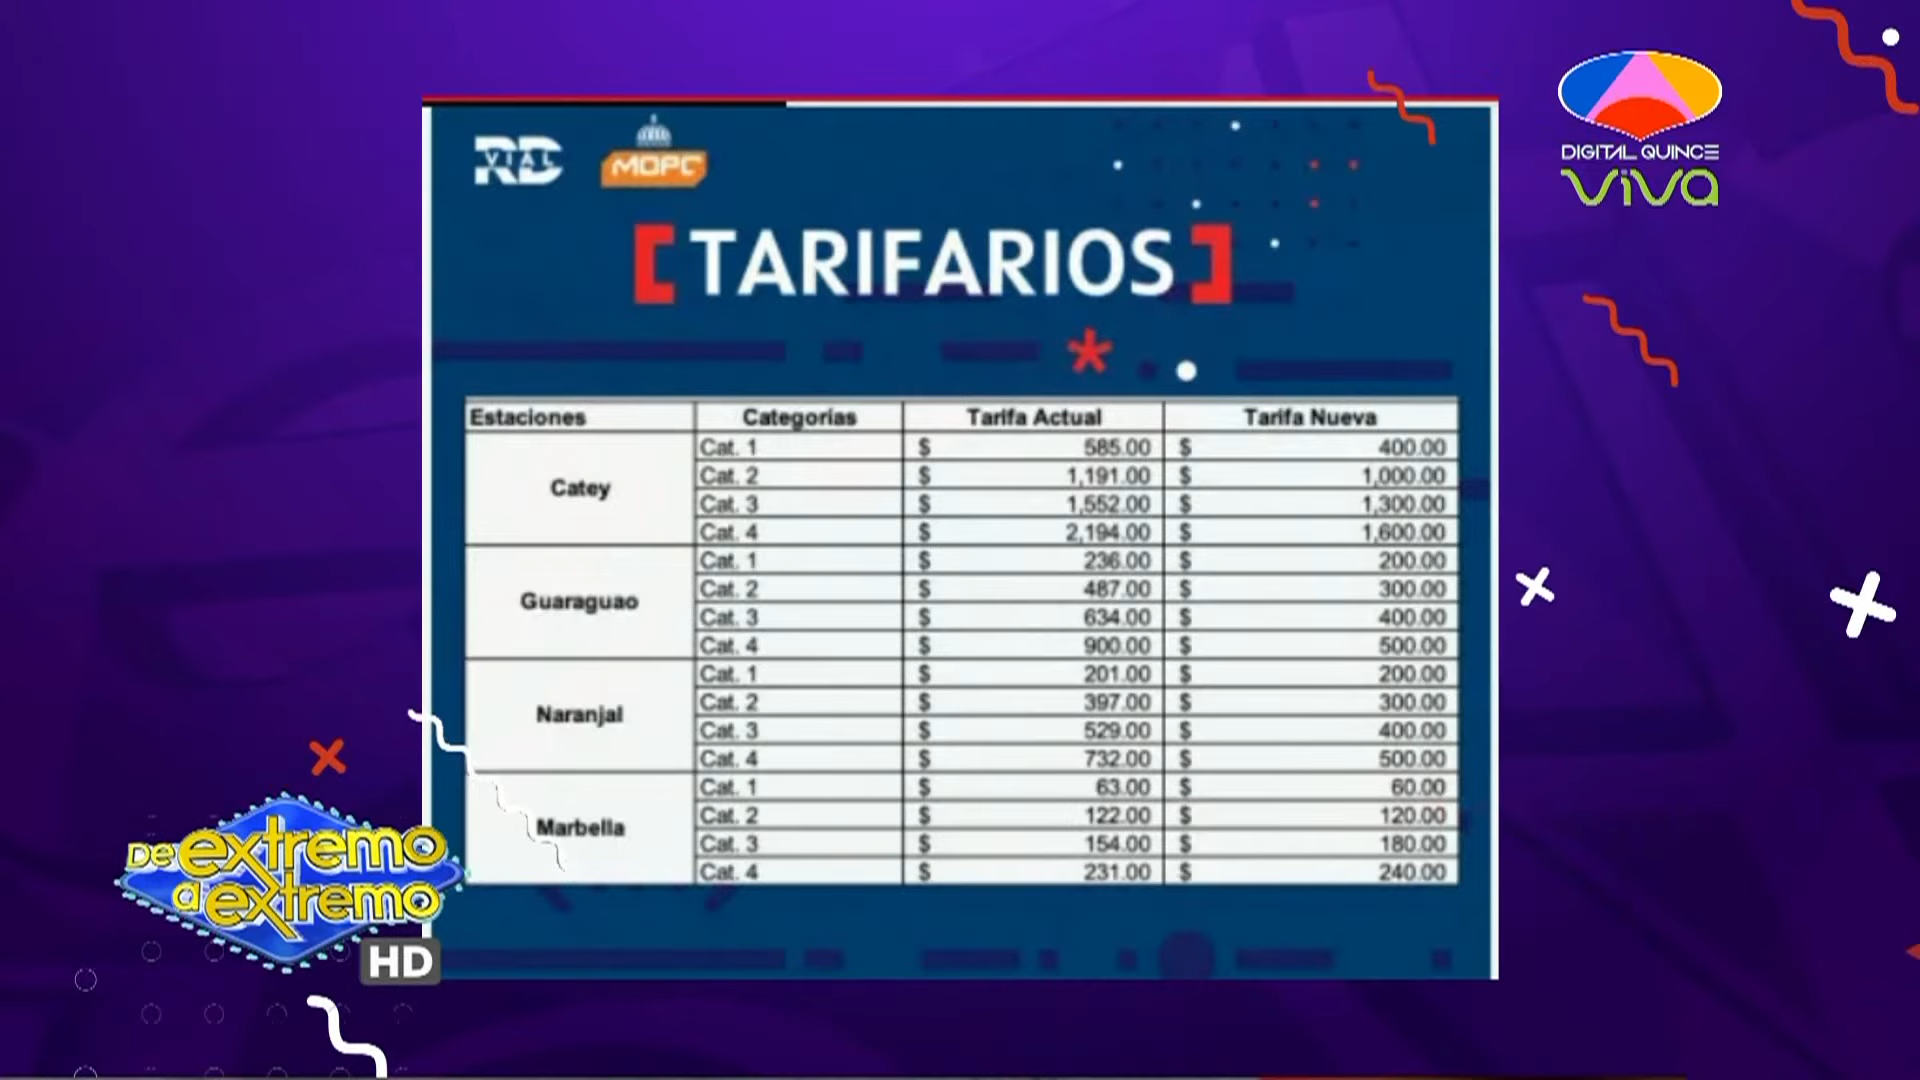 RD
VIAL
MOPC
DIGITAL QUINCE
VIVA
[TARIFARIOS]
*
Estaciones Categorías Tarifa Actual Tarifa Nueva
Catey
Cat. 1 $ 585.00 $ 400.00
Cat. 2 $ 1,191.00 $ 1,000.00
Cat. 3 $ 1,552.00 $ 1,300.00
Cat. 4 $ 2,194.00 $ 1,600.00
Guaraguao
Cat. 1 $ 236.00 $ 200.00
Cat. 2 $ 487.00 $ 300.00
Cat. 3 $ 634.00 $ 400.00
Cat. 4 $ 900.00 $ 500.00
Naranjal
Cat. 1 $ 201.00 $ 200.00
Cat. 2 $ 397.00 $ 300.00
Cat. 3 $ 529.00 $ 400.00
Cat. 4 $ 732.00 $ 500.00
Marbella
Cat. 1 $ 63.00 $ 60.00
Cat. 2 $ 122.00 $ 120.00
Cat. 3 $ 154.00 $ 180.00
Cat. 4 $ 231.00 $ 240.00
De extremo
a extremo
HD